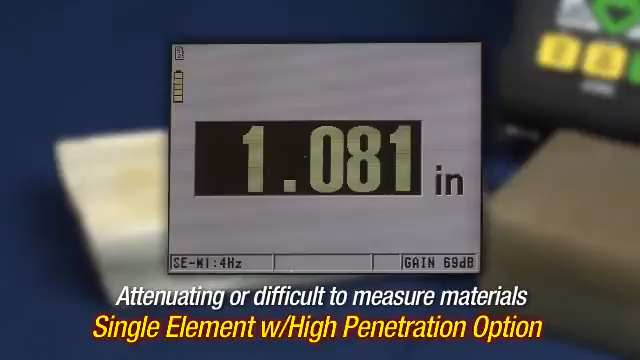 1.081 in
SE-M1:4Hz
GAIN 69dB
Attenuating or difficult to measure materials
Single Element w/High Penetration Option